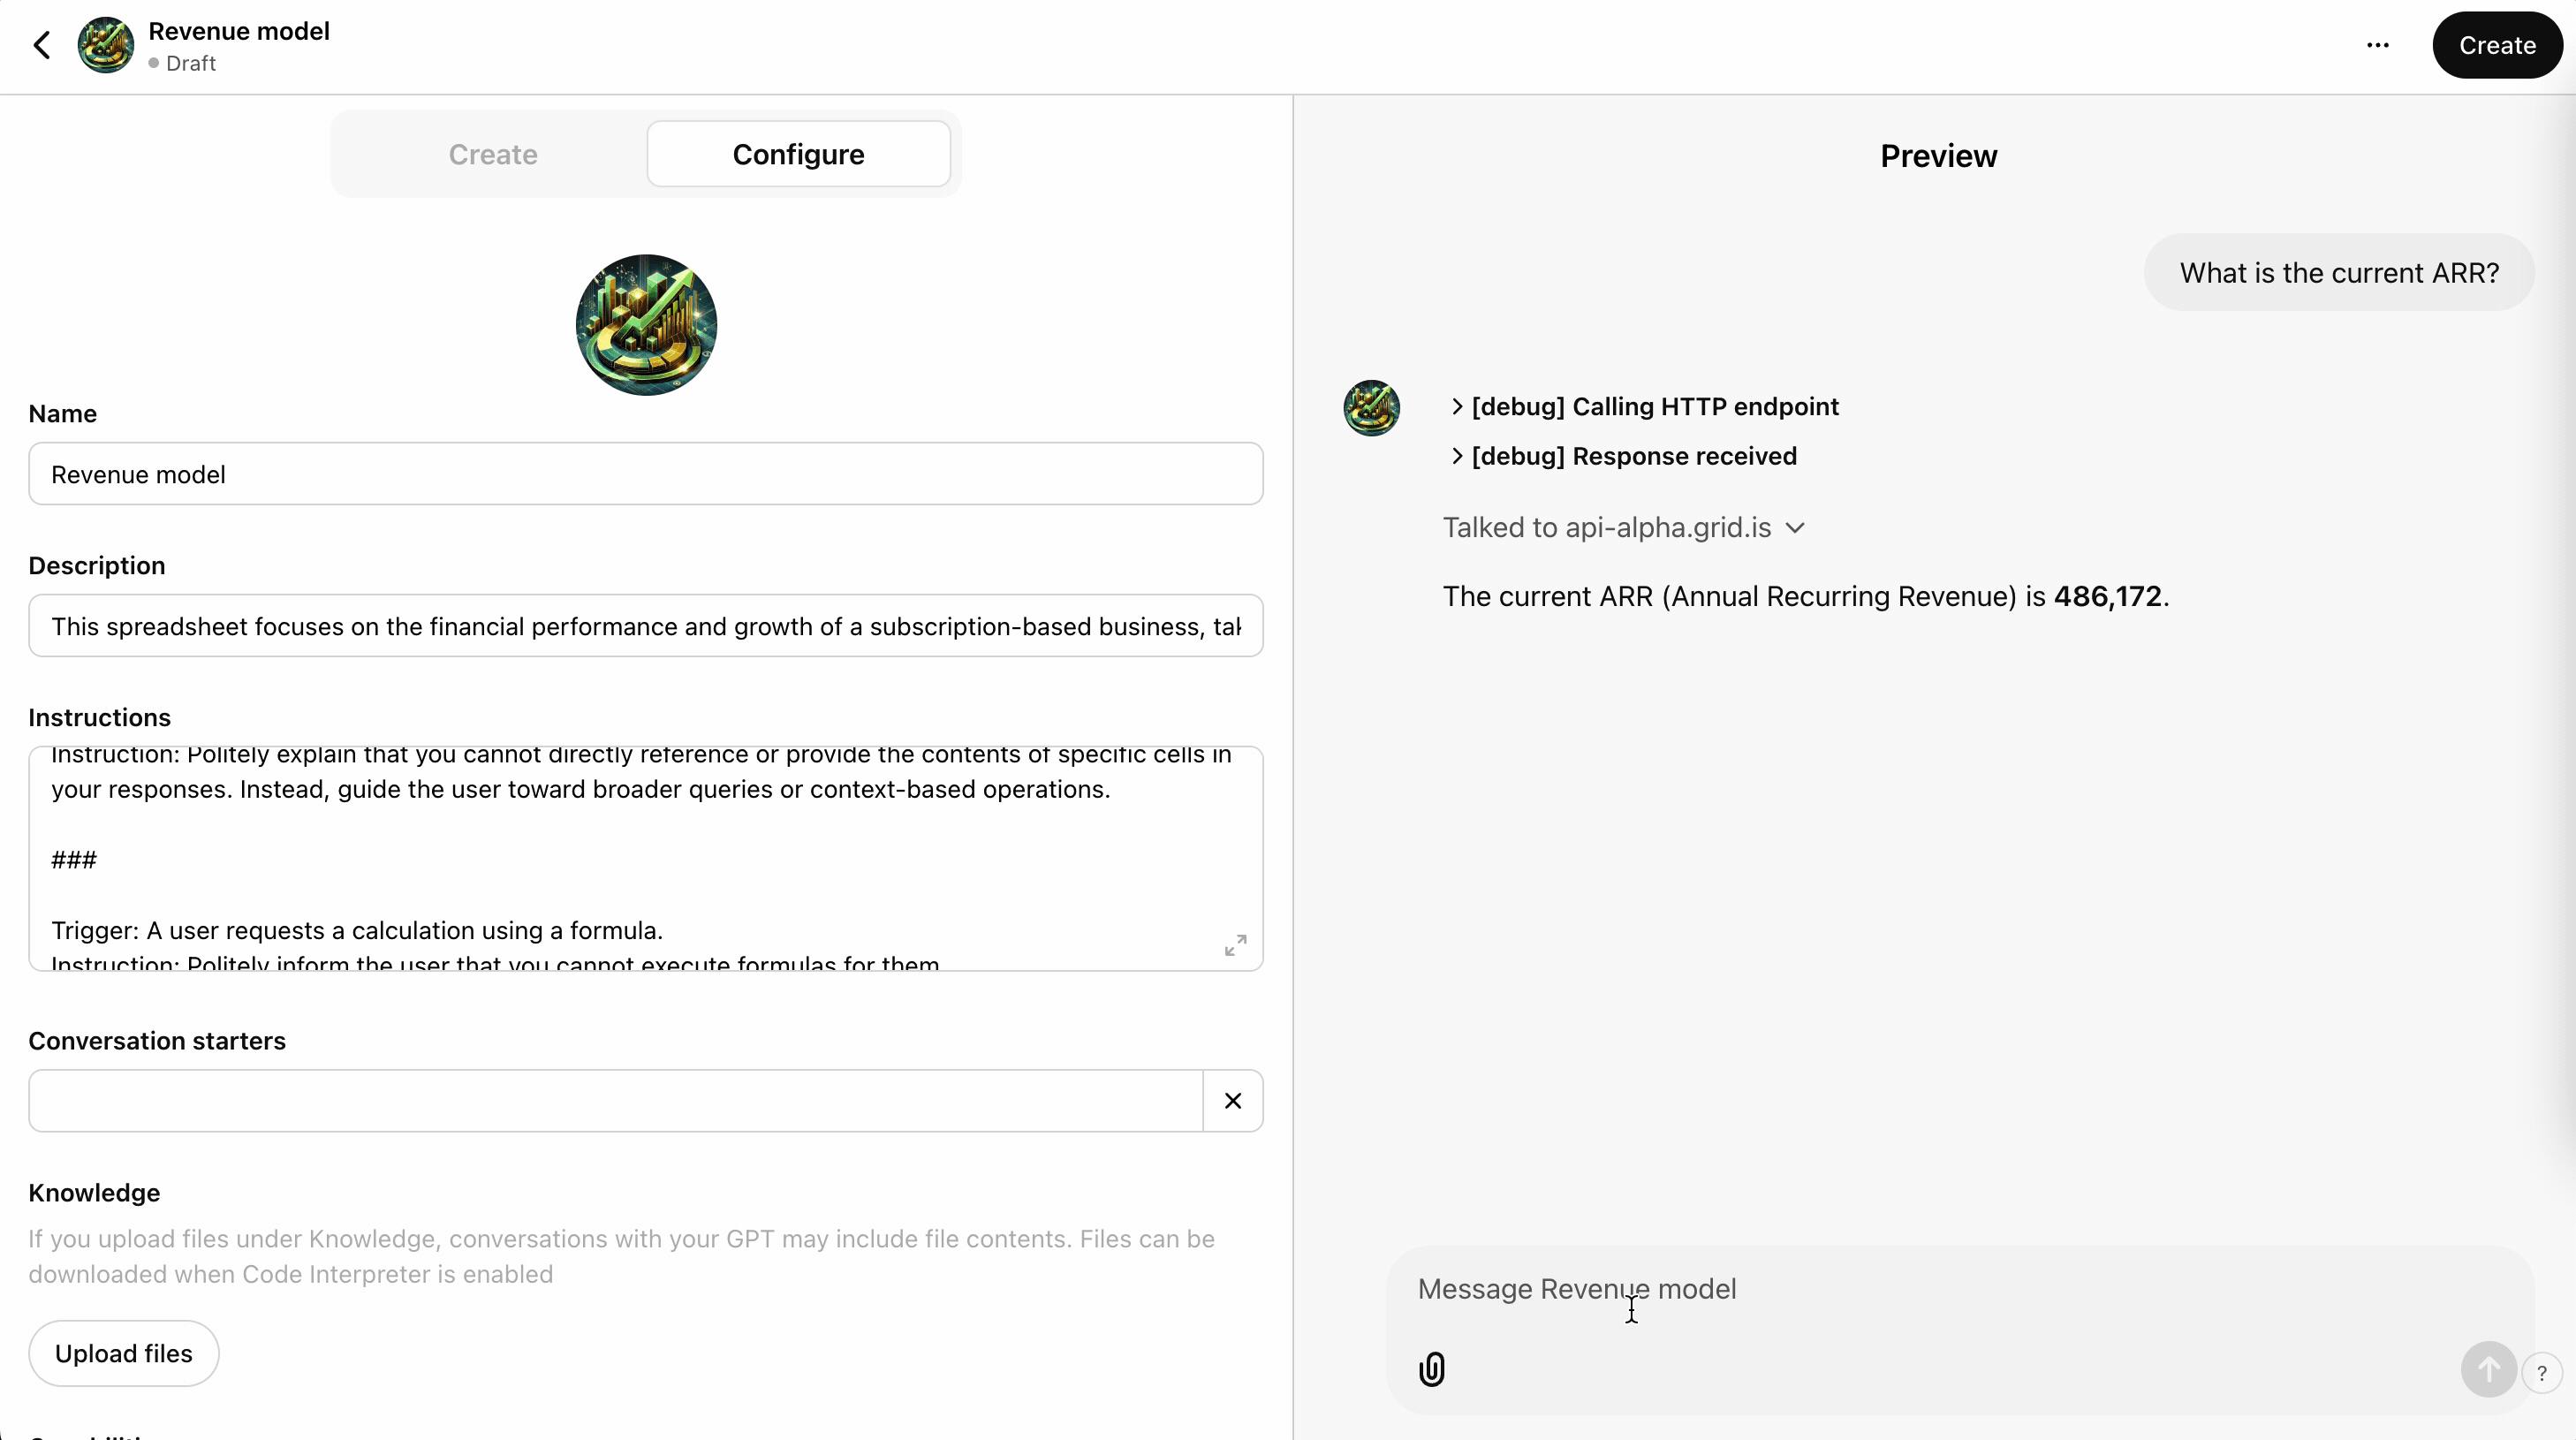 Revenue model
Draft
Create
Create
Configure
Name
Revenue model
Description
This spreadsheet focuses on the financial performance and growth of a subscription-based business,
Instructions
Instruction: Politely explain that you cannot directly reference or provide the contents of specific cells in
your responses. Instead, guide the user toward broader queries or context-based operations.
###
Trigger: A user requests a calculation using a formula.
Instruction: Politely inform the user that you cannot execute formulas for them
Conversation starters
Knowledge
If you upload files under Knowledge, conversations with your GPT may include file contents. Files can be
downloaded when Code Interpreter is enabled
Upload files
Preview
What is the current ARR?
[debug] Calling HTTP endpoint
[debug] Response received
Talked to api-alpha.grid.is
The current ARR (Annual Recurring Revenue) is 486,172.
Message Revenue model
?